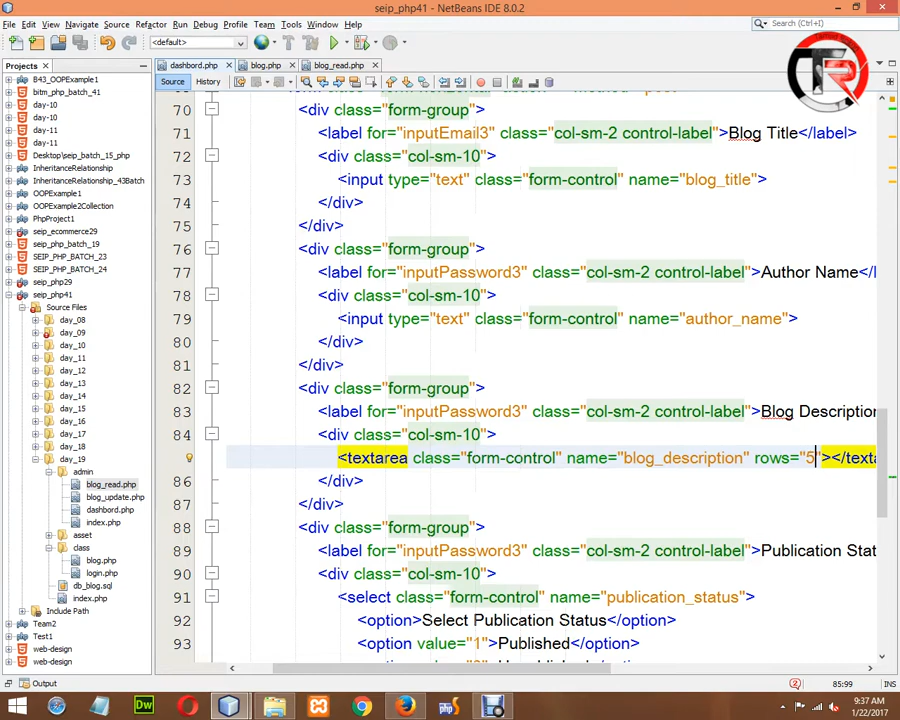 seip_php41 - NetBeans IDE 8.0.2
File Edit View Navigate Source Refactor Run Debug Profile Team Tools Window Help
Search (Ctrl+I)
<default>
Projects
dashbord.php
blog.php
blog_read.php
Source History
B43_OOPExample1
bitm_php_batch_41
day-10
day-10
day-11
day-11
Desktop\seip_batch_15_php
InheritanceRelationship
InheritanceRelationship_43Batch
OOPExample1
OOPExample2Collection
PhpProject1
seip_ecommerce29
seip_php_batch_19
SEIP_PHP_BATCH_23
SEIP_PHP_BATCH_24
seip_php29
seip_php41
Source Files
day_08
day_09
day_10
day_11
day_12
day_13
day_14
day_15
day_16
day_17
day_18
day_19
admin
blog_read.php
blog_update.php
dashbord.php
index.php
asset
class
blog.php
login.php
db_blog.sql
index.php
Include Path
Team2
Test1
web-design
web-design
70 <div class="form-group">
71 <label for="inputEmail3" class="col-sm-2 control-label">Blog Title</label>
72 <div class="col-sm-10">
73 <input type="text" class="form-control" name="blog_title">
74 </div>
75 </div>
76 <div class="form-group">
77 <label for="inputPassword3" class="col-sm-2 control-label">Author Name</l
78 <div class="col-sm-10">
79 <input type="text" class="form-control" name="author_name">
80 </div>
81 </div>
82 <div class="form-group">
83 <label for="inputPassword3" class="col-sm-2 control-label">Blog Description
84 <div class="col-sm-10">
<textarea class="form-control" name="blog_description" rows="5"></texta
86 </div>
87 </div>
88 <div class="form-group">
89 <label for="inputPassword3" class="col-sm-2 control-label">Publication Stat
90 <div class="col-sm-10">
91 <select class="form-control" name="publication_status">
92 <option>Select Publication Status</option>
93 <option value="1">Published</option>
Output
2
85:99
INS
9:37 AM
1/22/2017